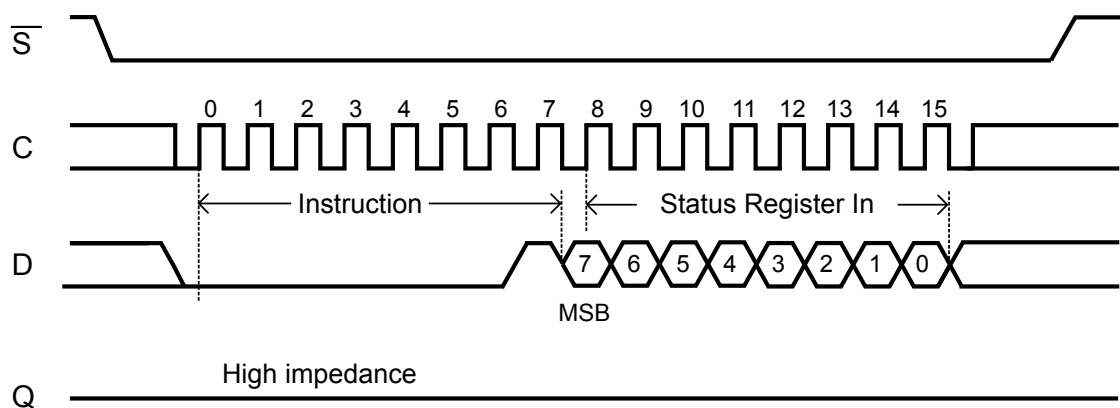 S
0 1 2 3 4 5 6 7 8 9 10 11 12 13 14 15
C
Instruction Status Register In
D 7 6 5 4 3 2 1 0
MSB
High impedance
Q